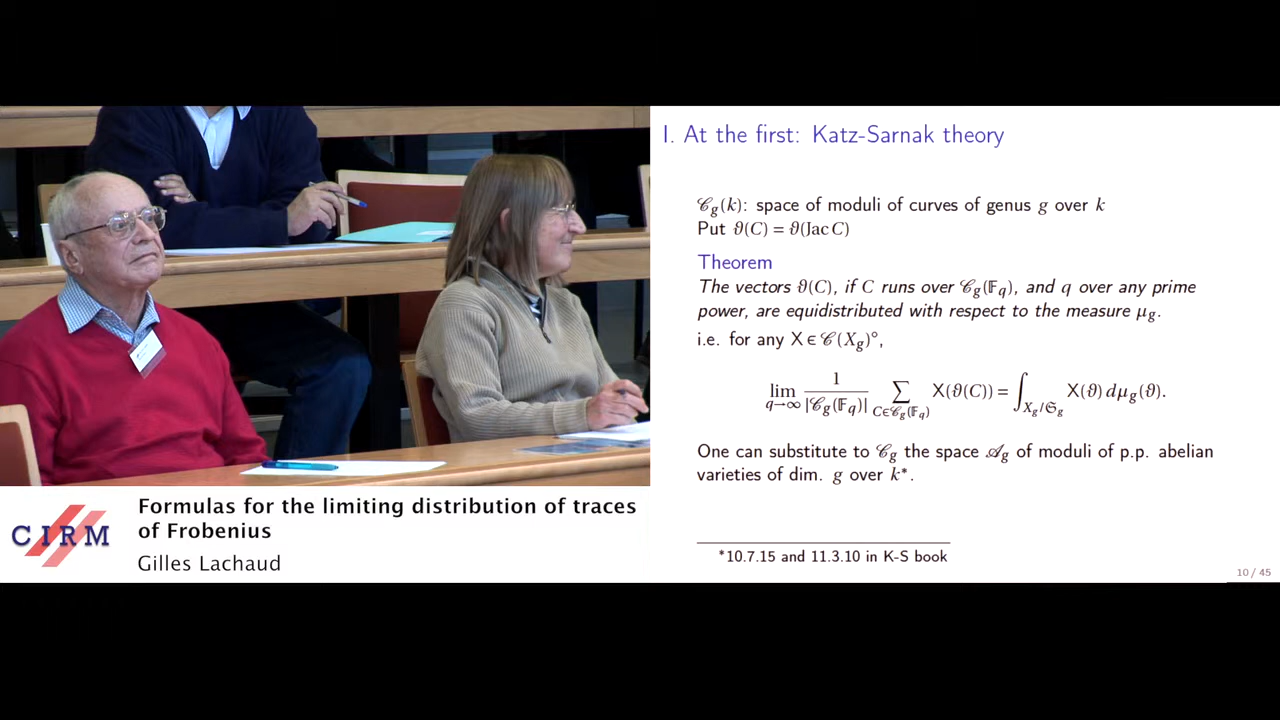 I. At the first: Katz-Sarnak theory
𝒞g(k): space of moduli of curves of genus g over k
Put ϑ(C) = ϑ(Jac C)
Theorem
The vectors ϑ(C), if C runs over 𝒞g(𝔽q), and q over any prime
power, are equidistributed with respect to the measure μg.
i.e. for any X ∈ 𝒞(Xg)°,
lim q→∞ 1/|𝒞g(𝔽q)| ∑ C∈𝒞g(𝔽q) X(ϑ(C)) = ∫ Xg/𝔖g X(ϑ) dμg(ϑ).
One can substitute to 𝒞g the space 𝒜g of moduli of p.p. abelian
varieties of dim. g over k*.
*10.7.15 and 11.3.10 in K-S book
10 / 45
CIRM
Formulas for the limiting distribution of traces
of Frobenius
Gilles Lachaud